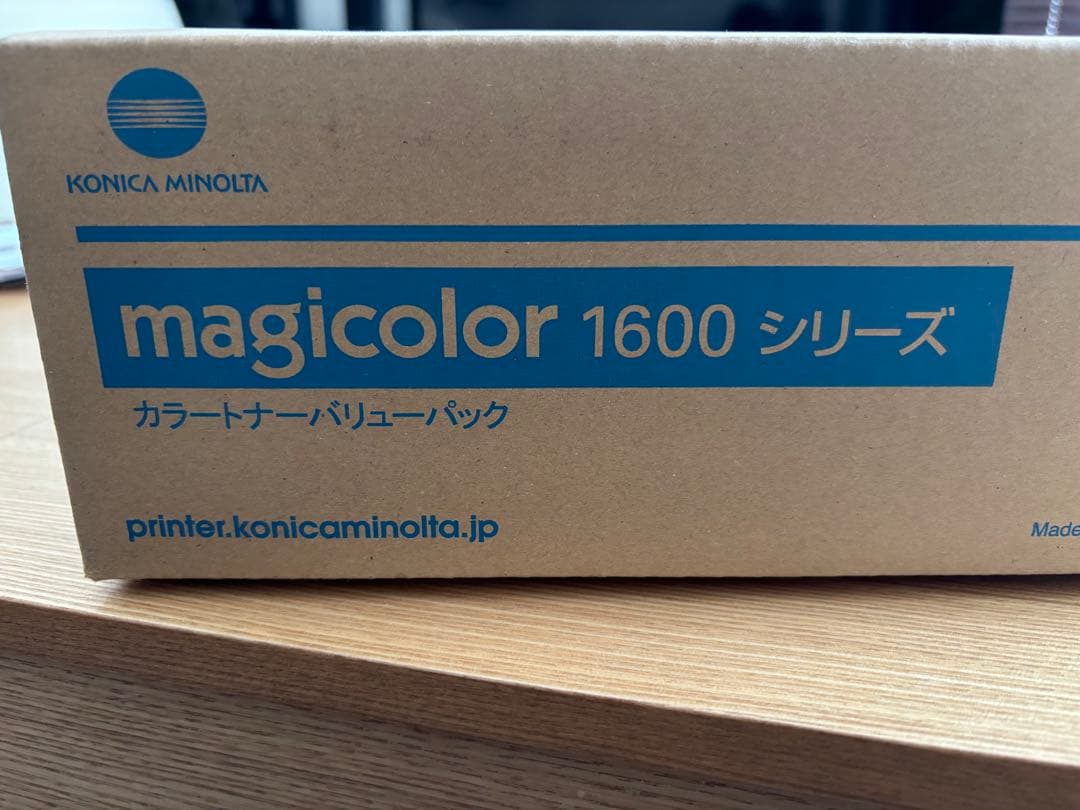 KONICA MINOLTA
magicolor 1600 シリーズ
カラートナーバリューパック
printer.konicaminolta.jp
Made